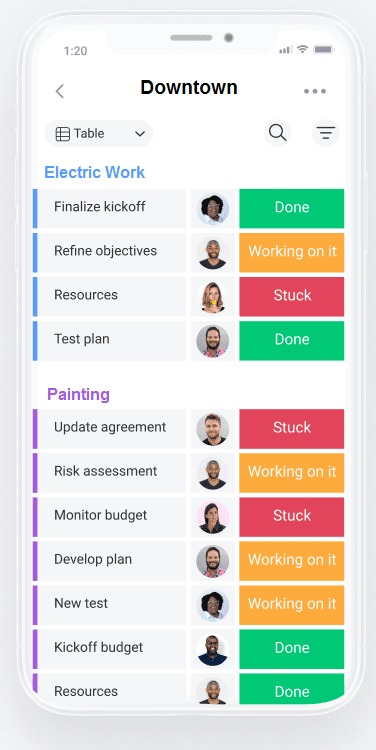 1:20
Downtown
Table
Electric Work
Finalize kickoff Done
Refine objectives Working on it
Resources Stuck
Test plan Done
Painting
Update agreement Stuck
Risk assessment Working on it
Monitor budget Stuck
Develop plan Working on it
New test Working on it
Kickoff budget Done
Resources Done